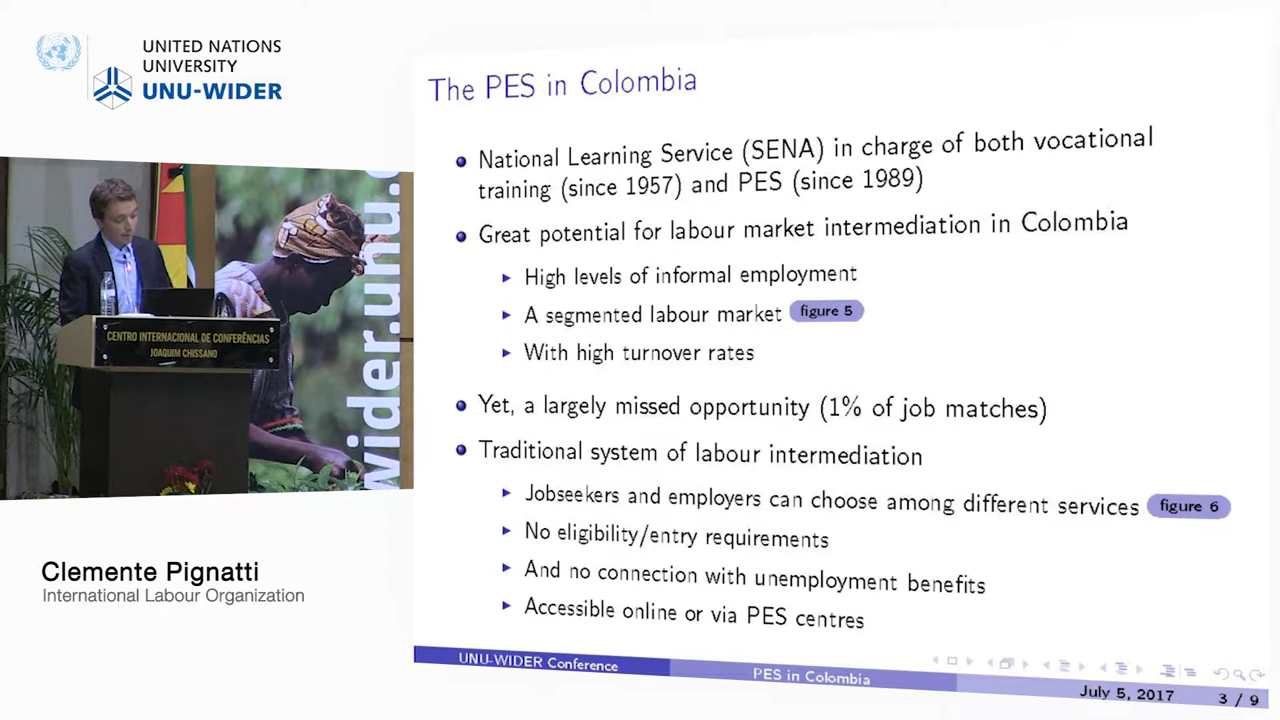 UNITED NATIONS
UNIVERSITY
UNU-WIDER
CENTRO INTERNACIONAL DE CONFERÊNCIAS
JOAQUIM CHISSANO
wider.unu.
Clemente Pignatti
International Labour Organization
The PES in Colombia
National Learning Service (SENA) in charge of both vocational
training (since 1957) and PES (since 1989)
Great potential for labour market intermediation in Colombia
High levels of informal employment
A segmented labour market figure 5
With high turnover rates
Yet, a largely missed opportunity (1% of job matches)
Traditional system of labour intermediation
Jobseekers and employers can choose among different services figure 6
No eligibility/entry requirements
And no connection with unemployment benefits
Accessible online or via PES centres
UNU-WIDER Conference PES in Colombia July 5, 2017 3 / 9